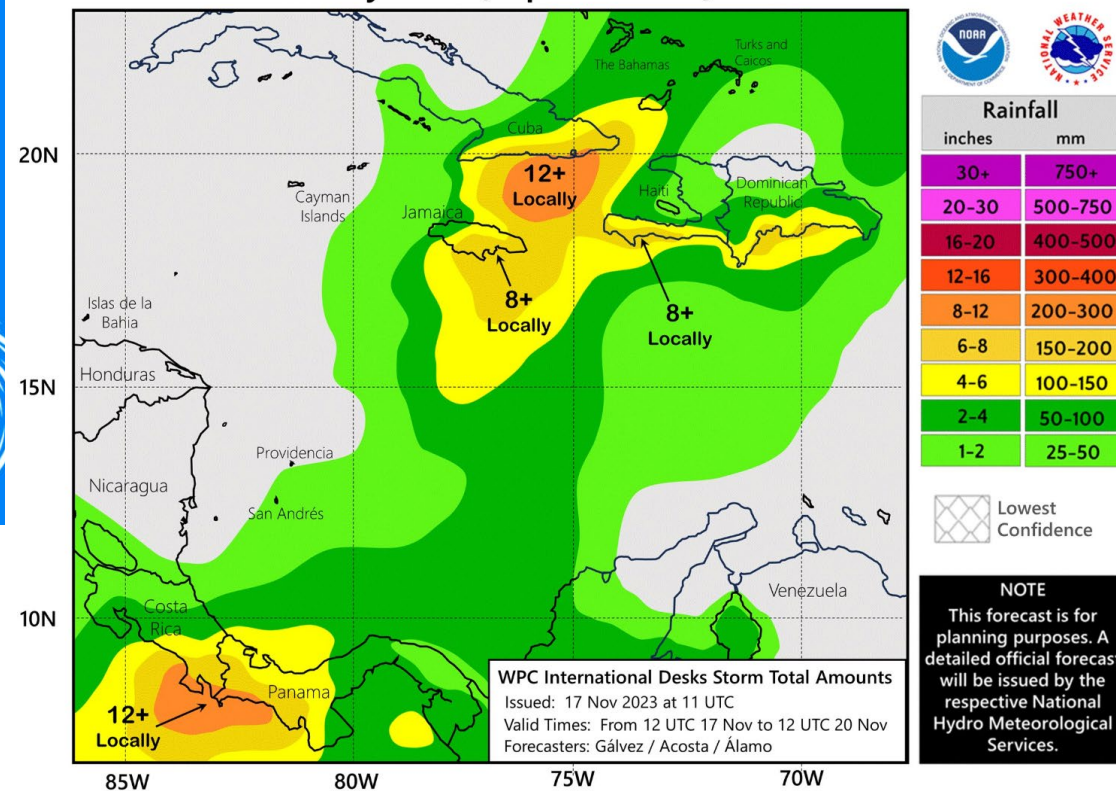 NOAA
NATIONAL WEATHER SERVICE
Turks and
Caicos
The Bahamas
Cuba
20N
12+
Locally
Haiti
Dominican
Republic
Cayman
Islands
Jamaica
Islas de la
Bahia
8+
Locally
8+
Locally
Honduras
15N
Providencia
Nicaragua
San Andrés
Venezuela
Costa
Rica
10N
Panama
12+
Locally
WPC International Desks Storm Total Amounts
Issued: 17 Nov 2023 at 11 UTC
Valid Times: From 12 UTC 17 Nov to 12 UTC 20 Nov
Forecasters: Gálvez / Acosta / Álamo
85W
80W
75W
70W
Rainfall
inches mm
30+ 750+
20-30 500-750
16-20 400-500
12-16 300-400
8-12 200-300
6-8 150-200
4-6 100-150
2-4 50-100
1-2 25-50
Lowest
Confidence
NOTE
This forecast is for
planning purposes. A
detailed official forecast
will be issued by the
respective National
Hydro Meteorological
Services.